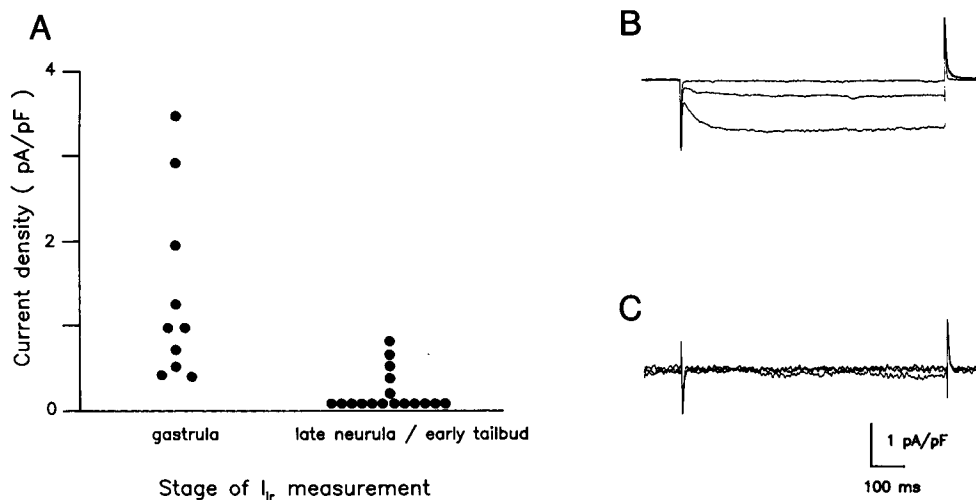 A
B
C
4
2
0
Current density ( pA/pF )
gastrula
late neurula / early tailbud
Stage of I_Ir measurement
1 pA/pF
100 ms